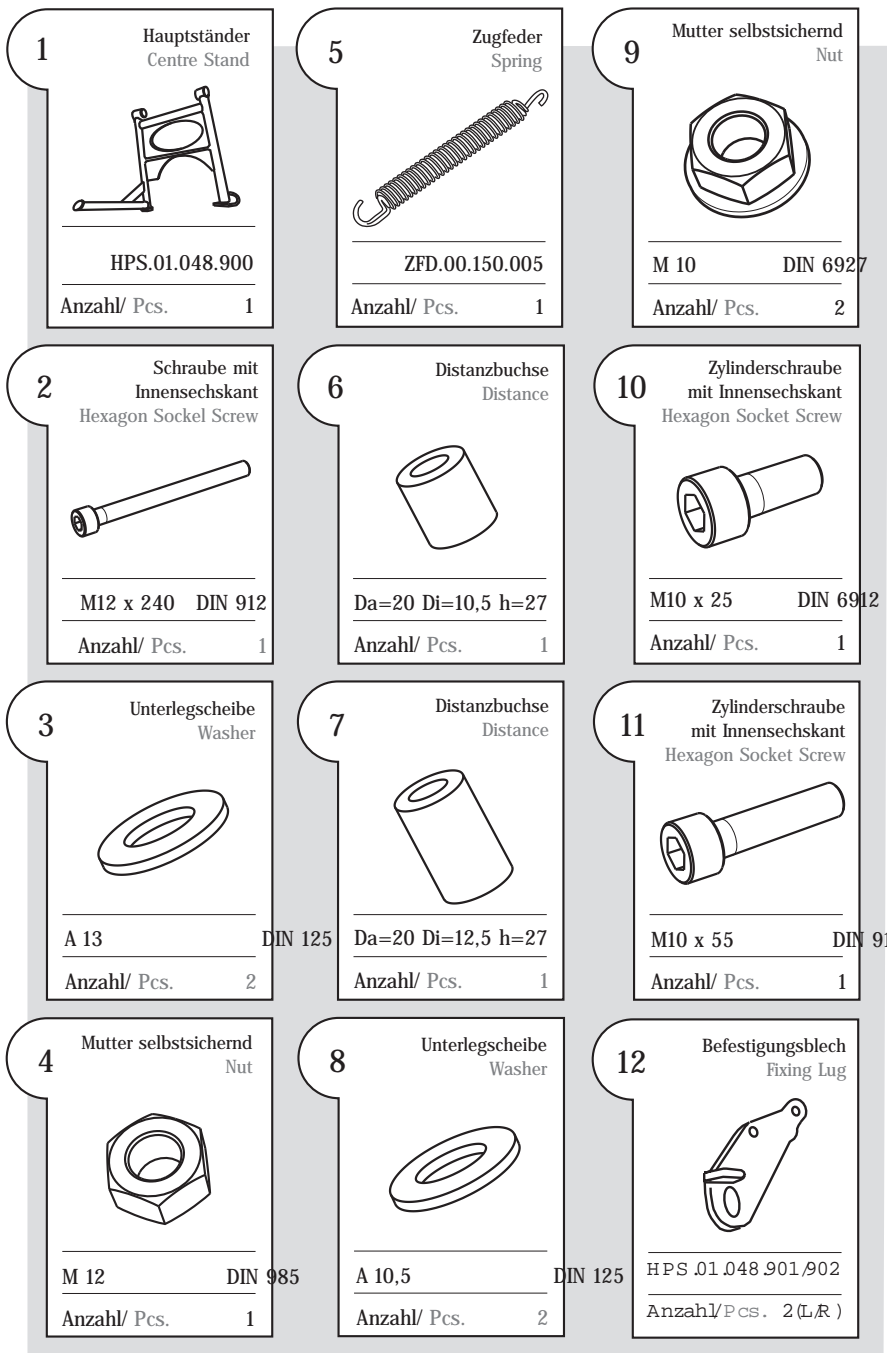 1
Hauptständer
Centre Stand
HPS.01.048.900
Anzahl/ Pcs. 1
2
Schraube mit
Innensechskant
Hexagon Sockel Screw
M12 x 240 DIN 912
Anzahl/ Pcs. 1
3
Unterlegscheibe
Washer
A 13 DIN 125
Anzahl/ Pcs. 2
4
Mutter selbstsichernd
Nut
M 12 DIN 985
Anzahl/ Pcs. 1
5
Zugfeder
Spring
ZFD.00.150.005
Anzahl/ Pcs. 1
6
Distanzbuchse
Distance
Da=20 Di=10,5 h=27
Anzahl/ Pcs. 1
7
Distanzbuchse
Distance
Da=20 Di=12,5 h=27
Anzahl/ Pcs. 1
8
Unterlegscheibe
Washer
A 10,5 DIN 125
Anzahl/ Pcs. 2
9
Mutter selbstsichernd
Nut
M 10 DIN 6927
Anzahl/ Pcs. 2
10
Zylinderschraube
mit Innensechskant
Hexagon Socket Screw
M10 x 25 DIN 6912
Anzahl/ Pcs. 1
11
Zylinderschraube
mit Innensechskant
Hexagon Socket Screw
M10 x 55 DIN 91
Anzahl/ Pcs. 1
12
Befestigungsblech
Fixing Lug
HPS.01.048.901/902
Anzahl/Pcs. 2(L/R)